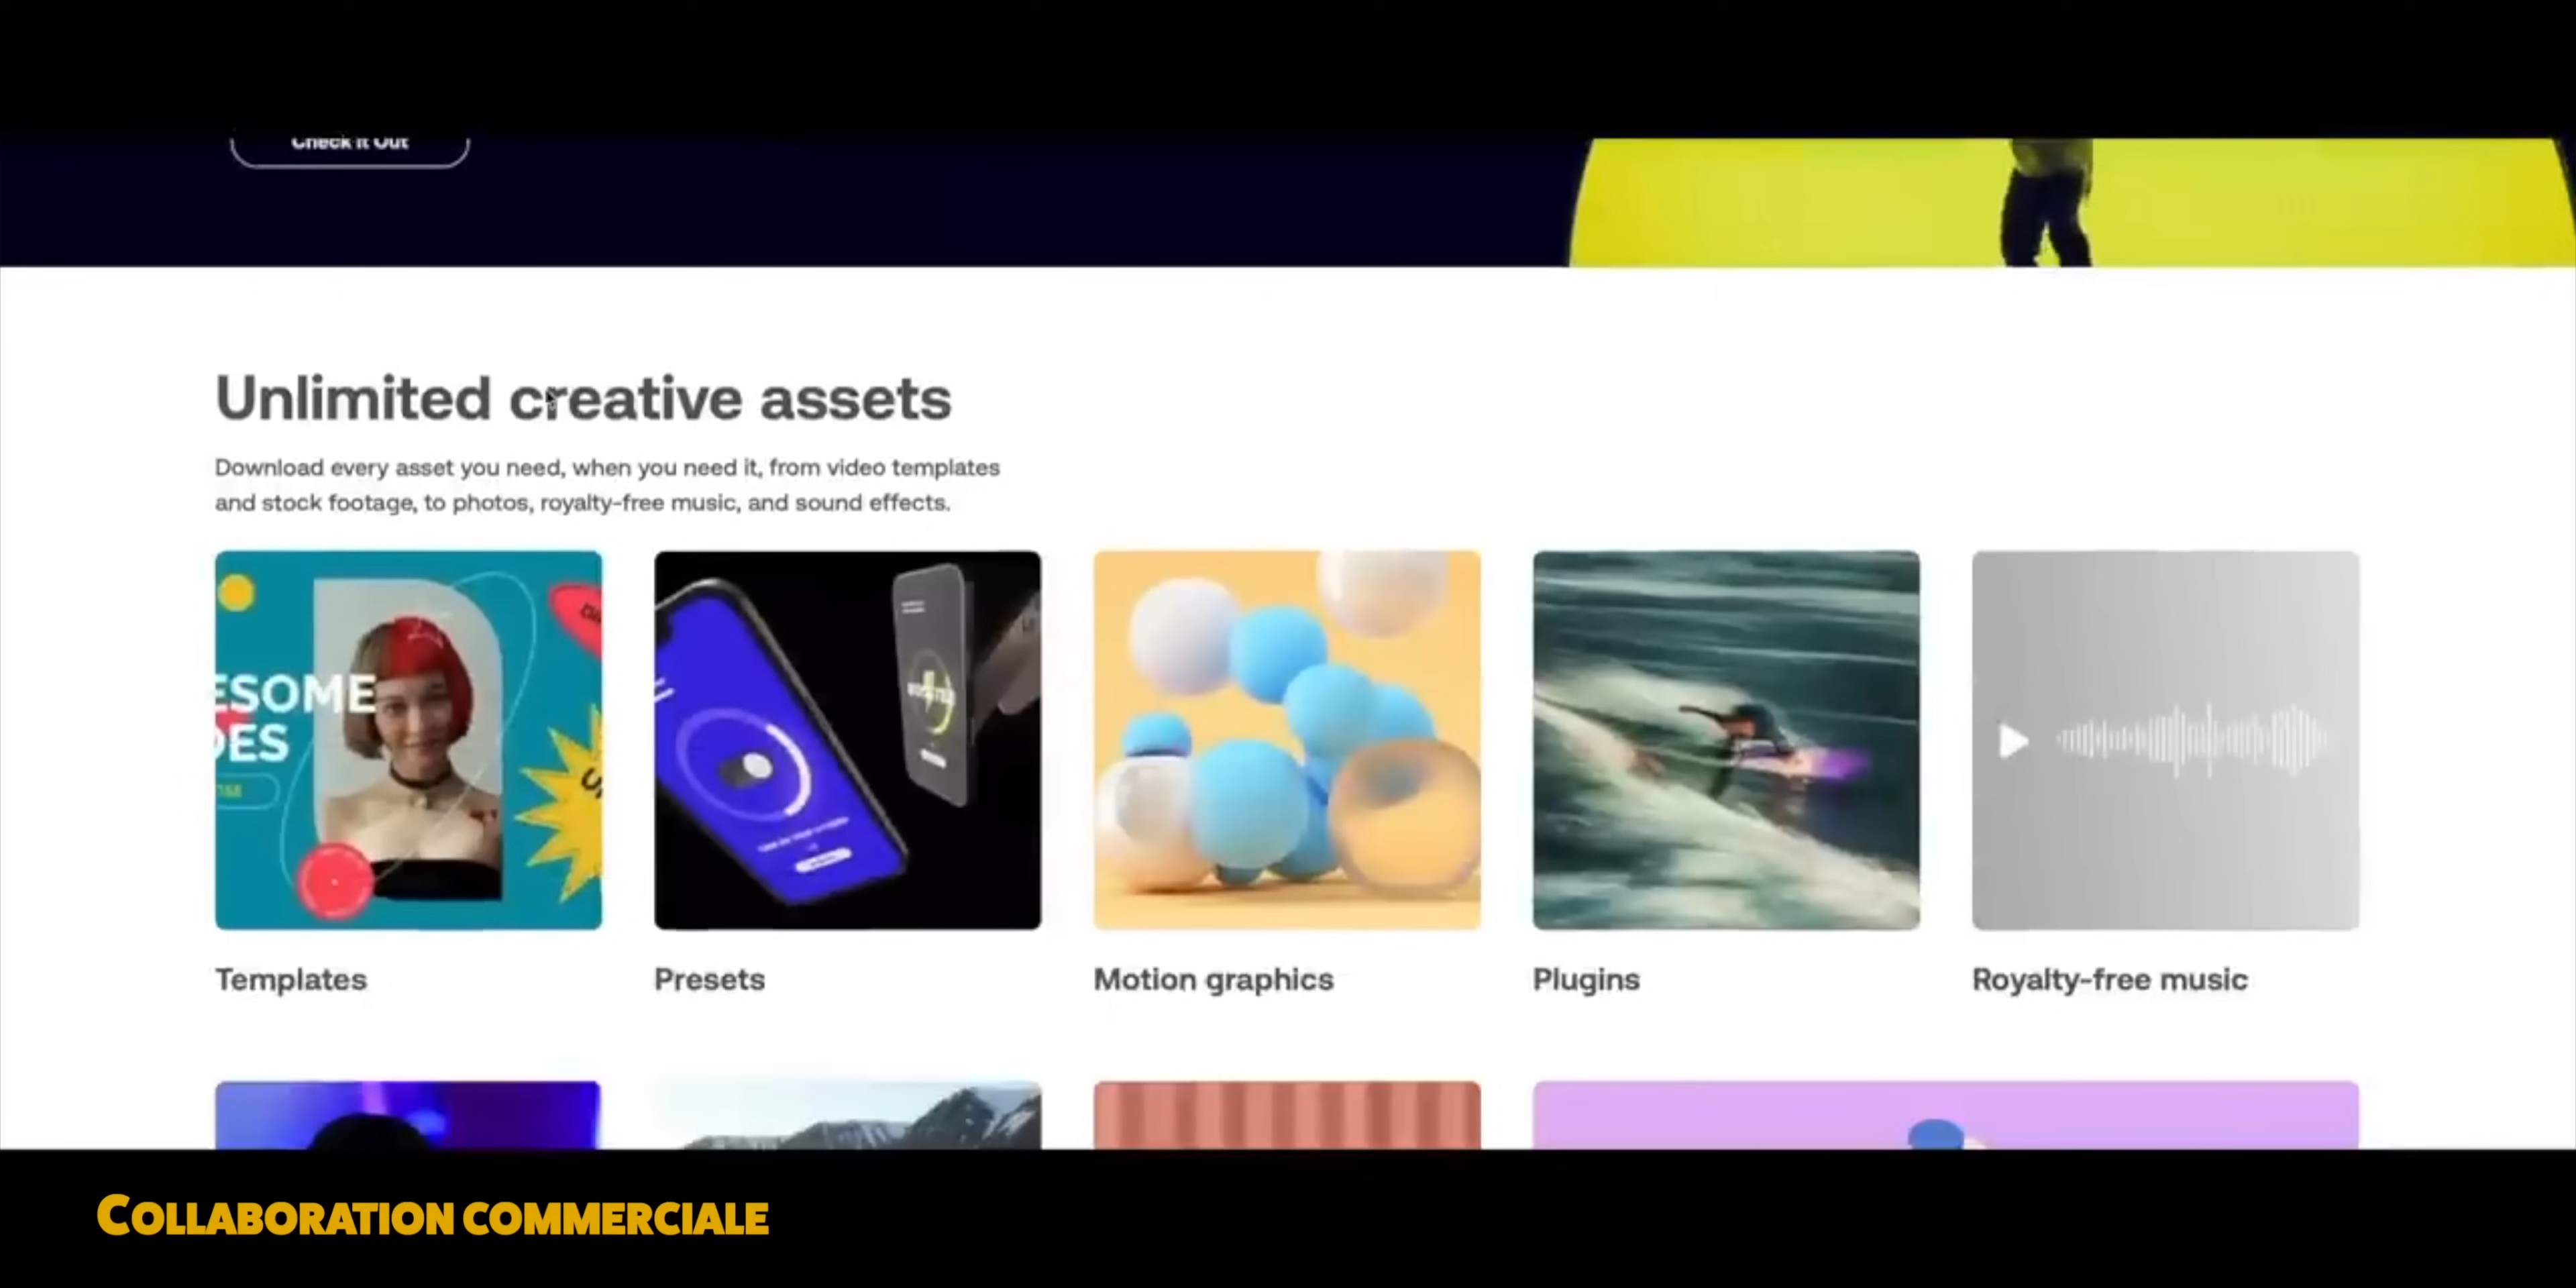 Check It Out
Unlimited creative assets
Download every asset you need, when you need it, from video templates
and stock footage, to photos, royalty-free music, and sound effects.
ESOME
DES
Templates
Presets
Motion graphics
Plugins
Royalty-free music
COLLABORATION COMMERCIALE